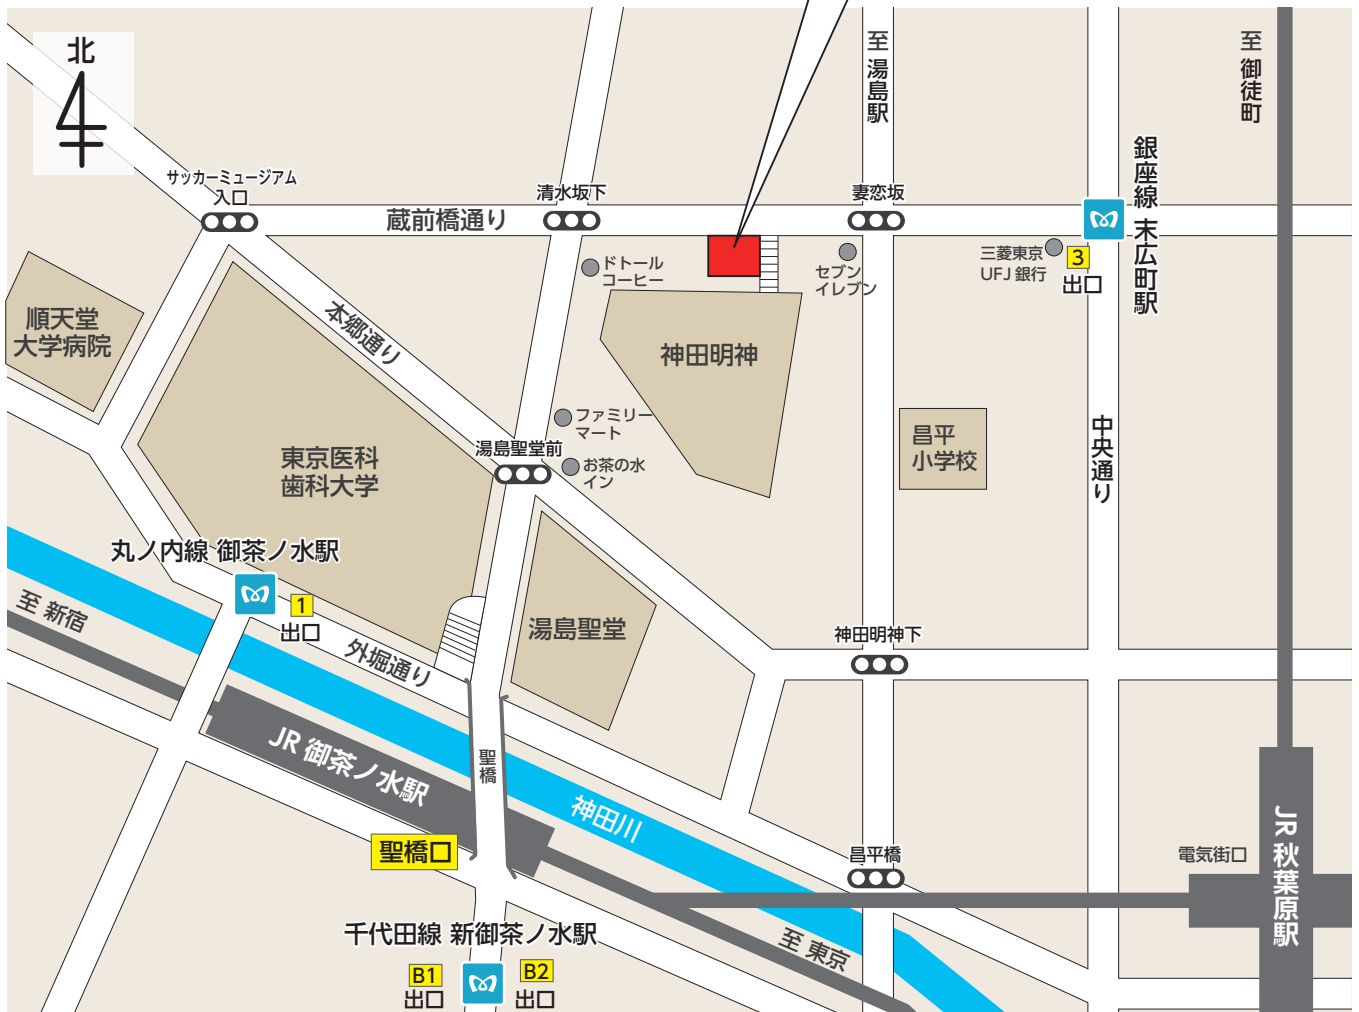 北
至 湯島駅
至 御徒町
サッカーミュージアム
入口
清水坂下
妻恋坂
銀座線 末広町駅
蔵前橋通り
ドトール
コーヒー
セブン
イレブン
三菱東京
UFJ 銀行
3
出口
順天堂
大学病院
本郷通り
神田明神
ファミリー
マート
昌平
小学校
中央通り
東京医科
歯科大学
湯島聖堂前
お茶の水
イン
丸ノ内線 御茶ノ水駅
1
出口
至 新宿
外堀通り
湯島聖堂
神田明神下
JR 御茶ノ水駅
聖橋
神田川
聖橋口
昌平橋
電気街口
JR 秋葉原駅
千代田線 新御茶ノ水駅
至 東京
B1
出口
B2
出口